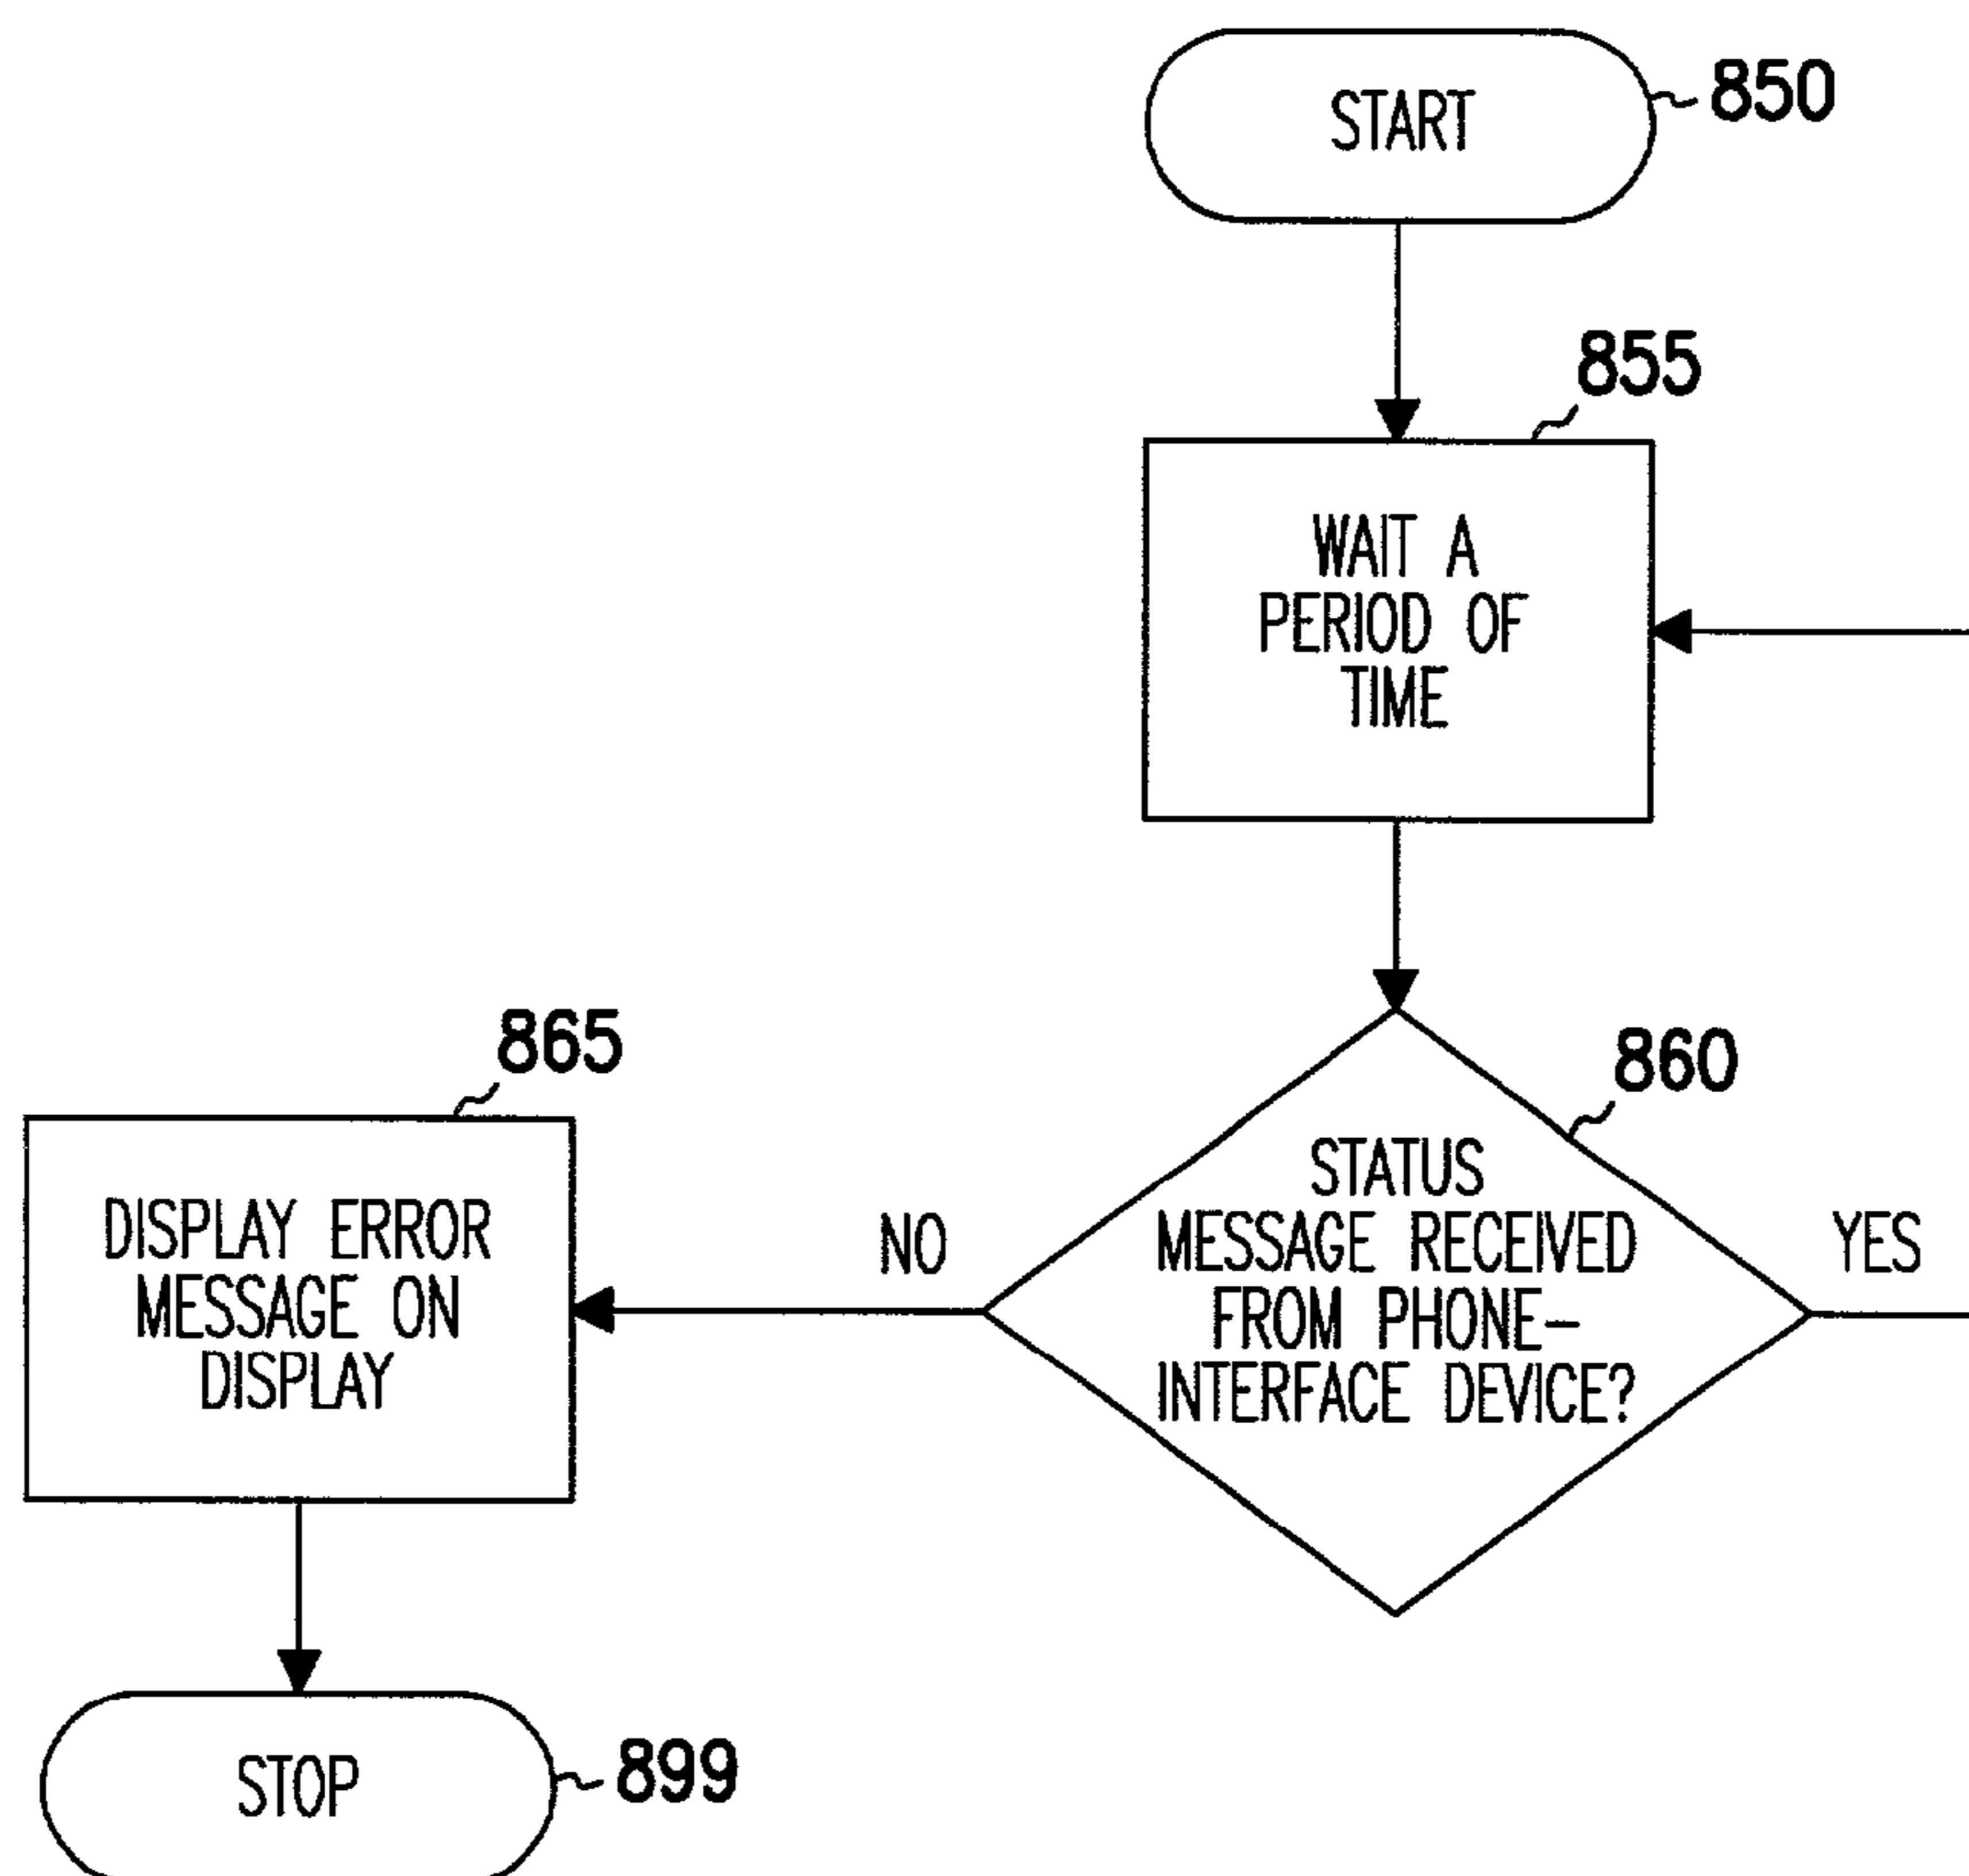 START
850
855
WAIT A
PERIOD OF
TIME
860
STATUS
MESSAGE RECEIVED
FROM PHONE-
INTERFACE DEVICE?
NO
YES
865
DISPLAY ERROR
MESSAGE ON
DISPLAY
STOP
899